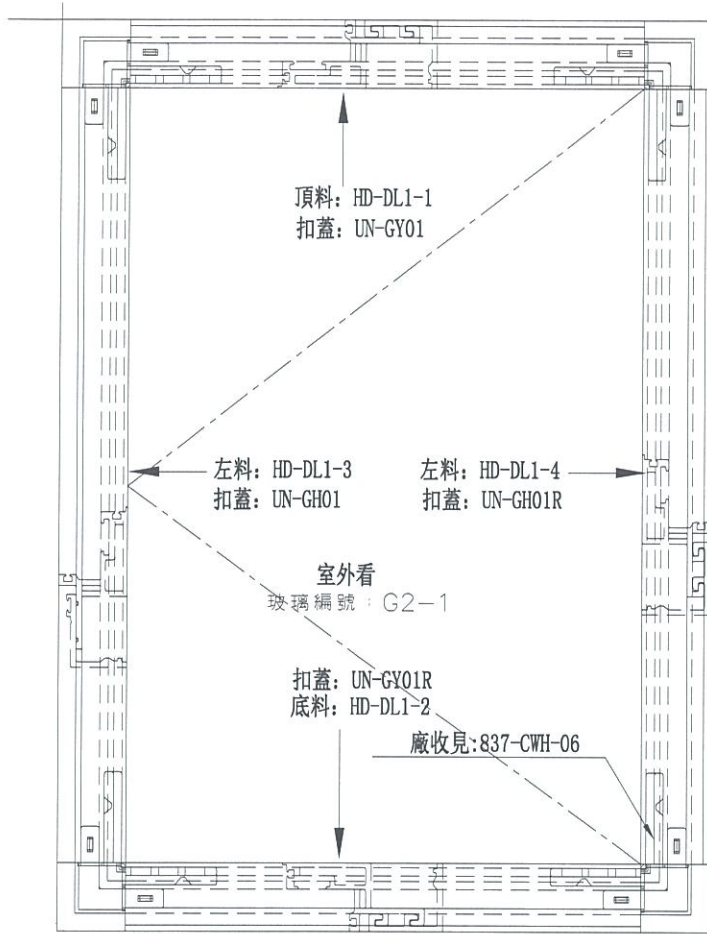 頂料: HD-DL1-1
扣蓋: UN-GY01
左料: HD-DL1-3
扣蓋: UN-GH01
左料: HD-DL1-4
扣蓋: UN-GH01R
室外看
玻璃編號：G2-1
扣蓋: UN-GY01R
底料: HD-DL1-2
廠收見:837-CWH-06